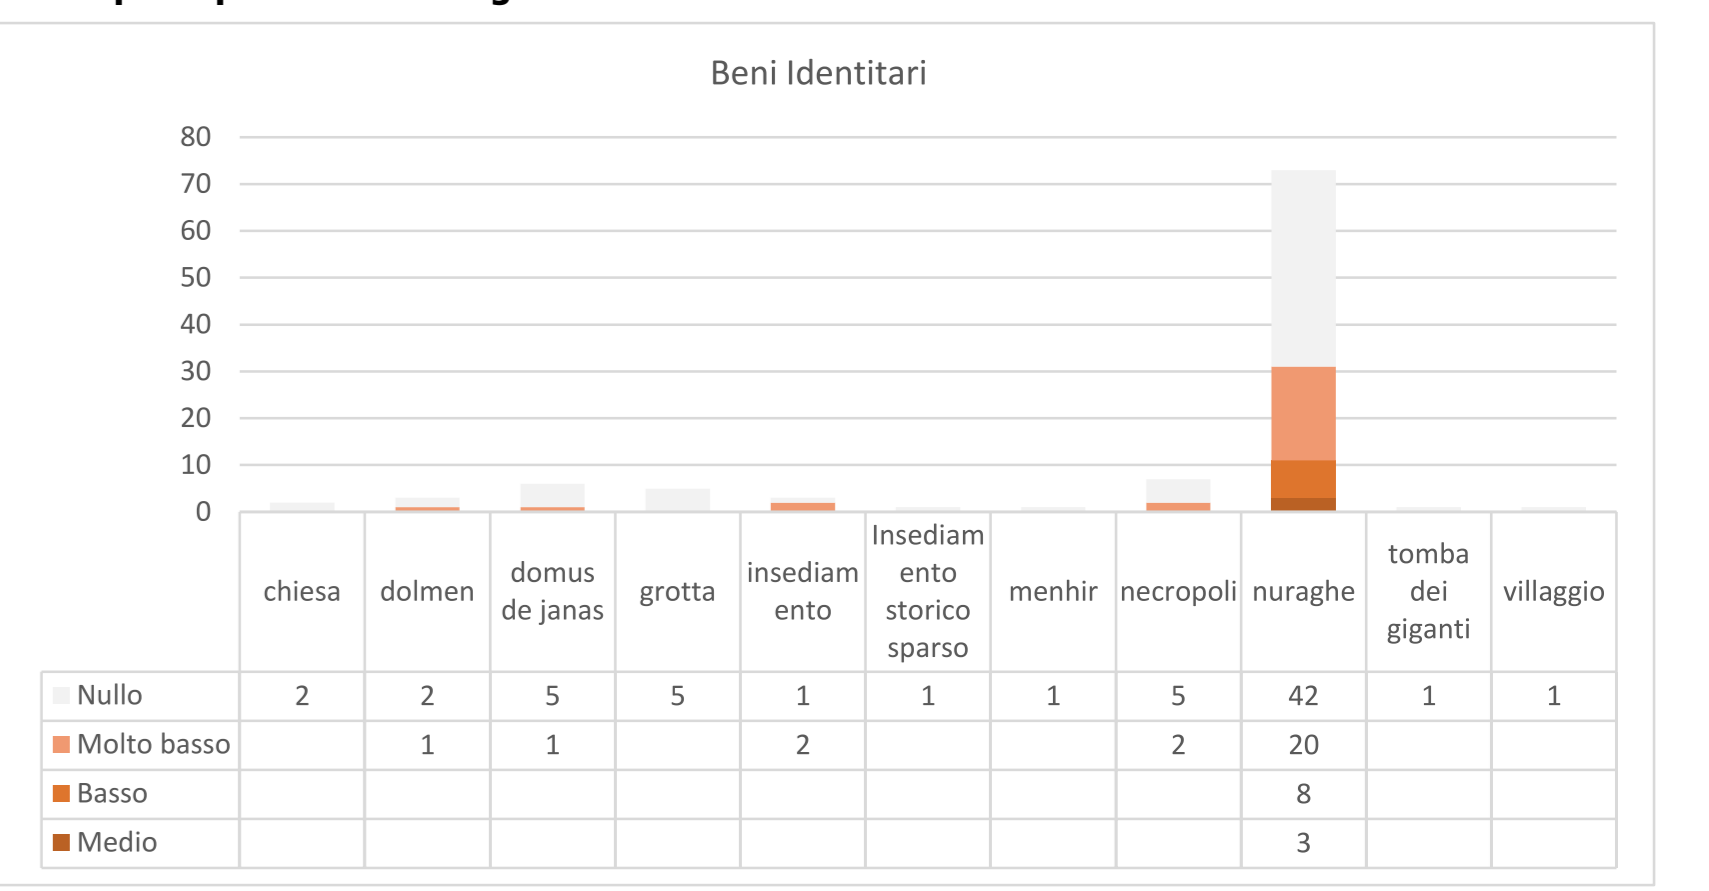 Beni Identitari
80
70
60
50
40
30
20
10
0
chiesa
dolmen
domus
de janas
grotta
insediam
ento
Insediam
ento
storico
sparso
menhir
necropoli
nuraghe
tomba
dei
giganti
villaggio
Nullo 2 2 5 5 1 1 1 5 42 1 1
Molto basso 1 1 2 2 20
Basso 8
Medio 3